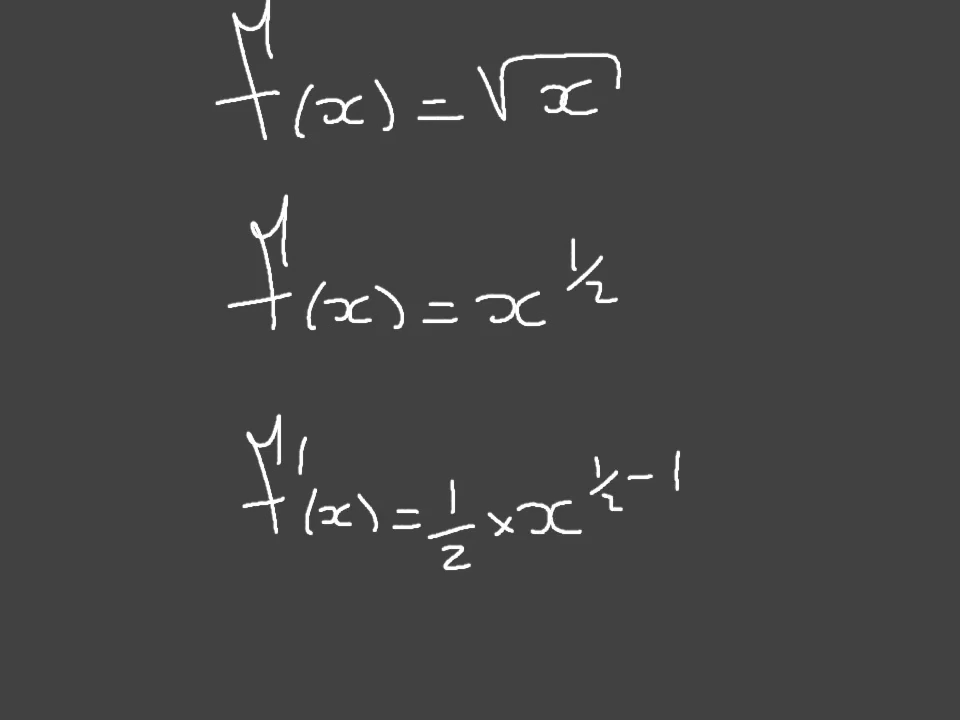 f(x) = √x
f(x) = x^1/2
f'(x) = 1/2 × x^1/2 - 1